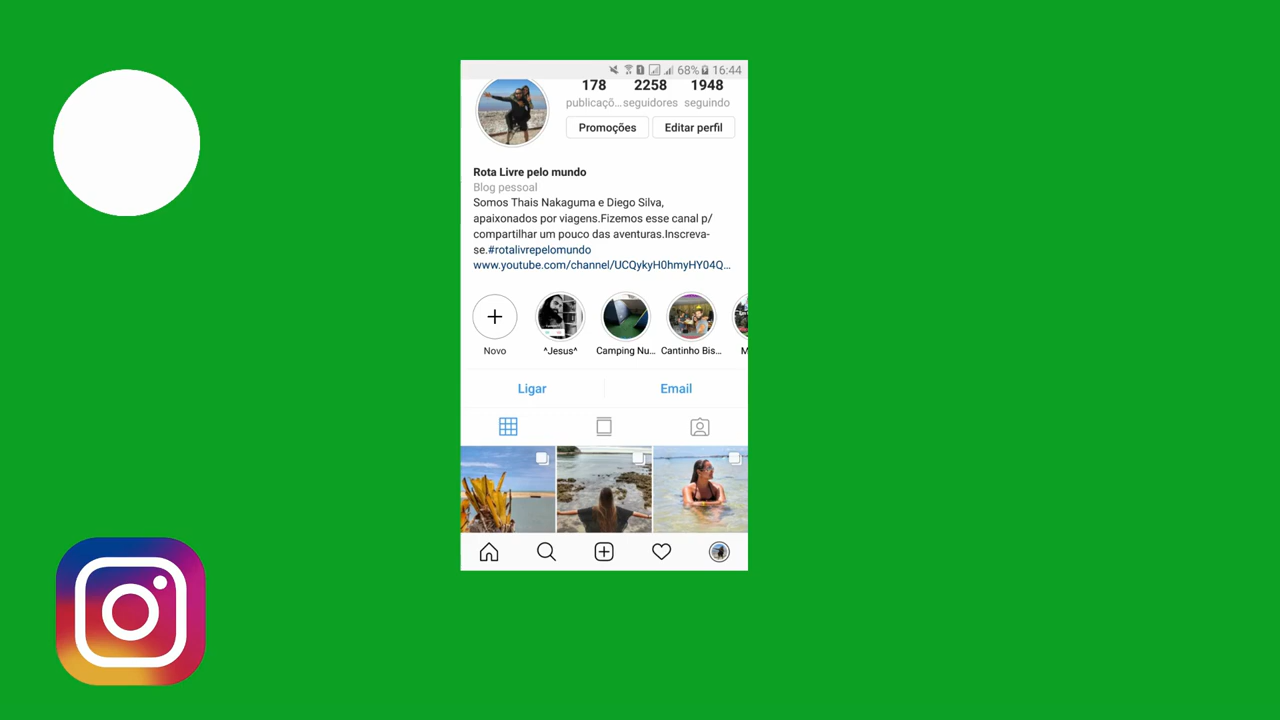 68% 16:44
178 2258 1948
publicaçõ... seguidores seguindo
Promoções Editar perfil
Rota Livre pelo mundo
Blog pessoal
Somos Thais Nakaguma e Diego Silva,
apaixonados por viagens.Fizemos esse canal p/
compartilhar um pouco das aventuras.Inscreva-
se.#rotalivrepelomundo
www.youtube.com/channel/UCQykyH0hmyHY04Q...
Novo ^Jesus^ Camping Nu... Cantinho Bis... M
Ligar Email